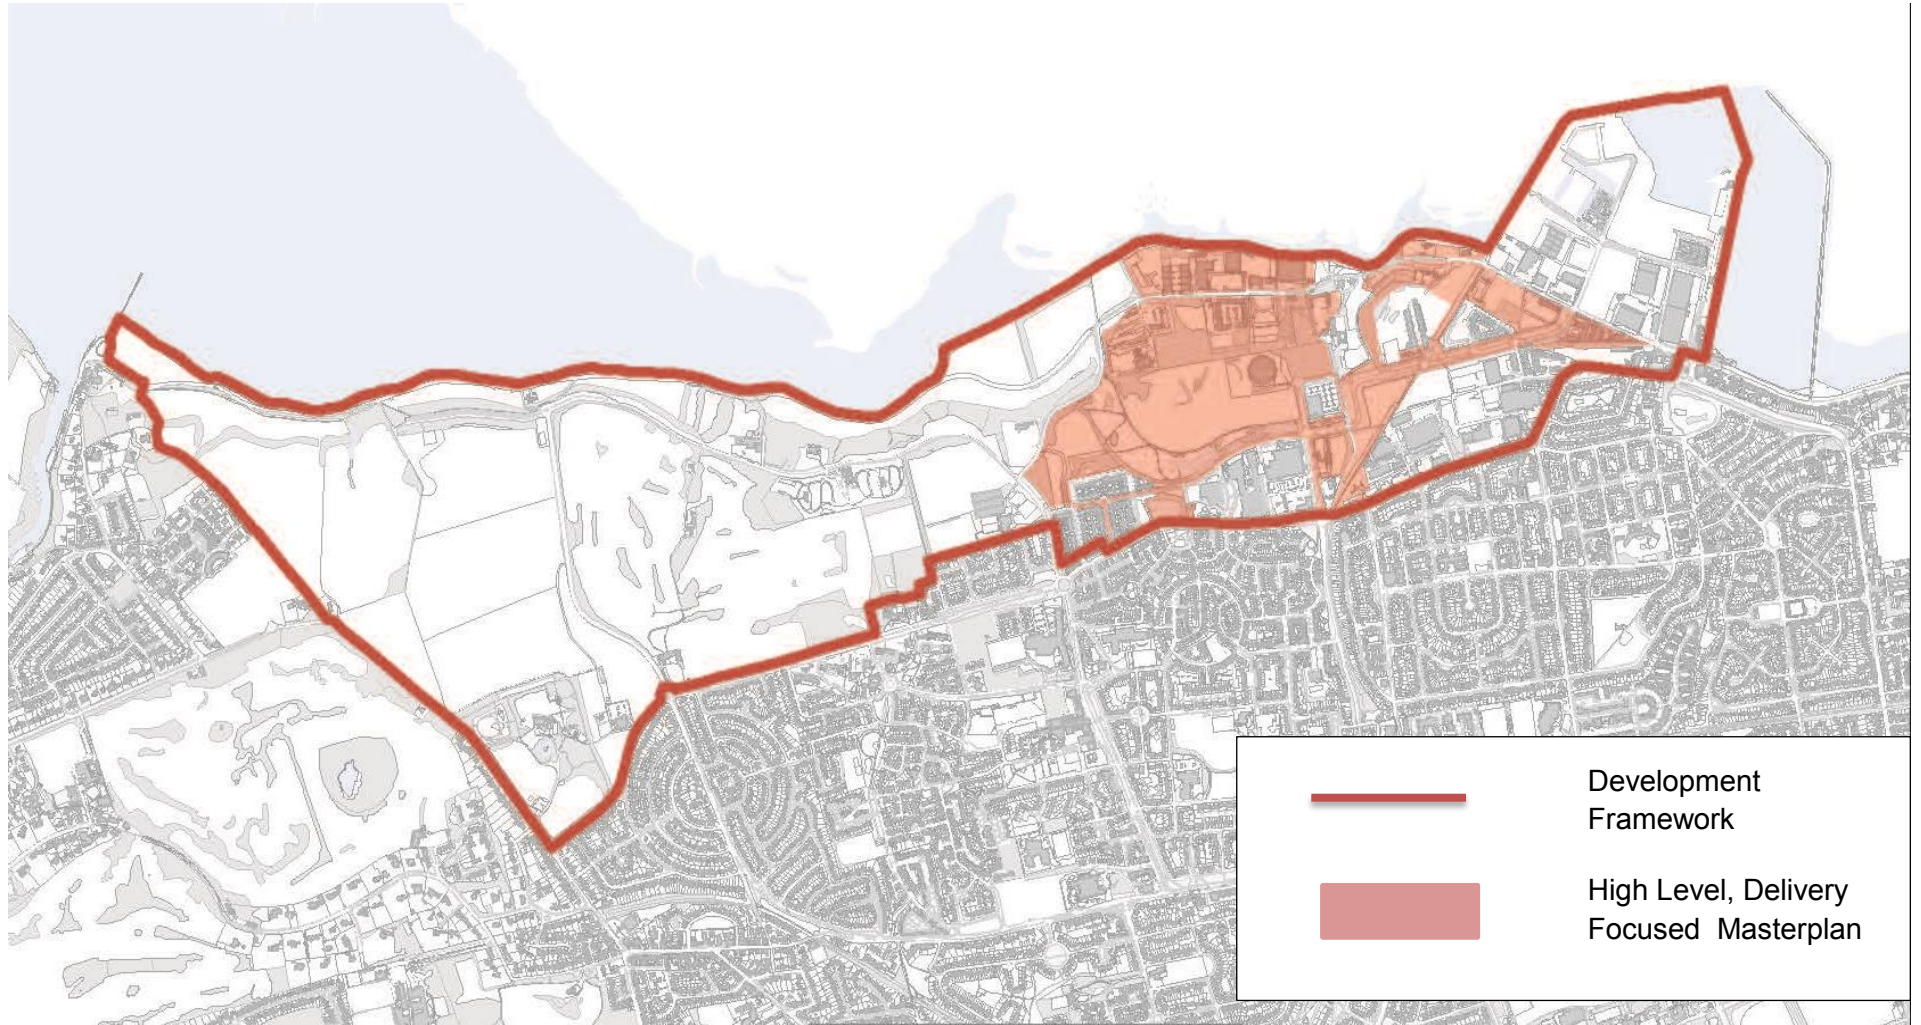 Development
Framework
High Level, Delivery
Focused Masterplan